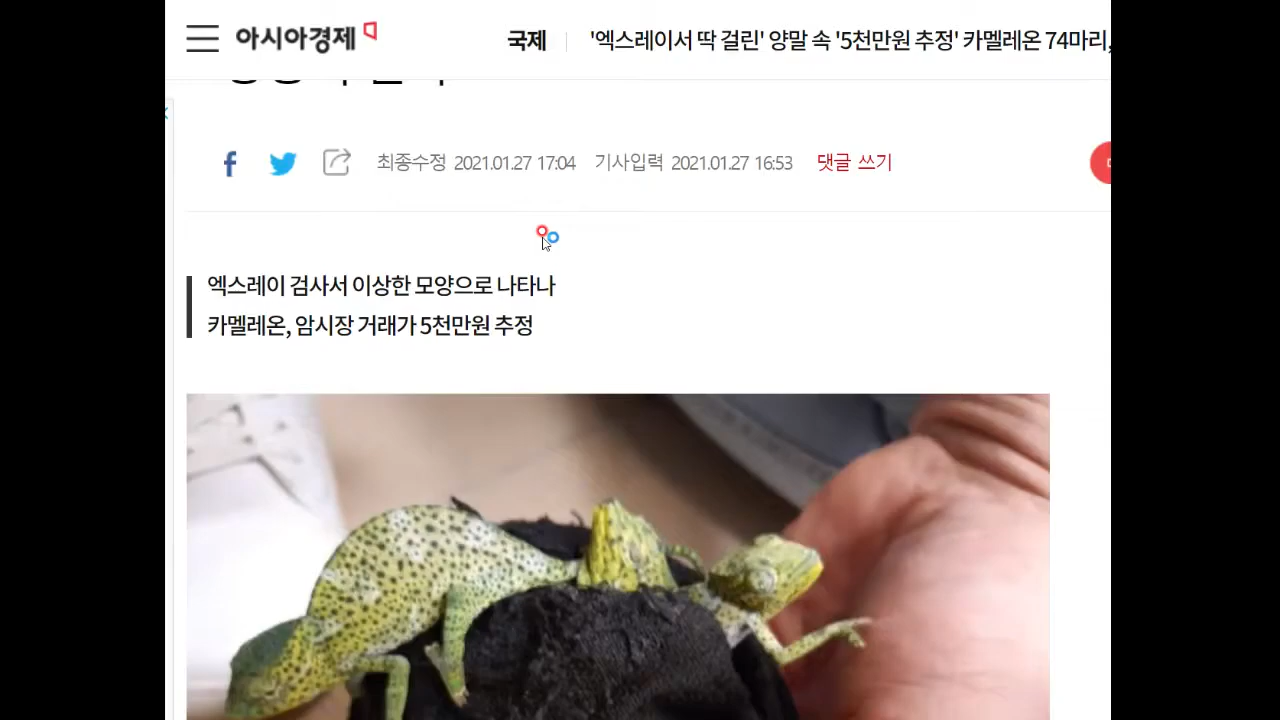 아시아경제
국제
'엑스레이서 딱 걸린' 양말 속 '5천만원 추정' 카멜레온 74마리,
최종수정 2021.01.27 17:04 기사입력 2021.01.27 16:53 댓글 쓰기
엑스레이 검사서 이상한 모양으로 나타나
카멜레온, 암시장 거래가 5천만원 추정